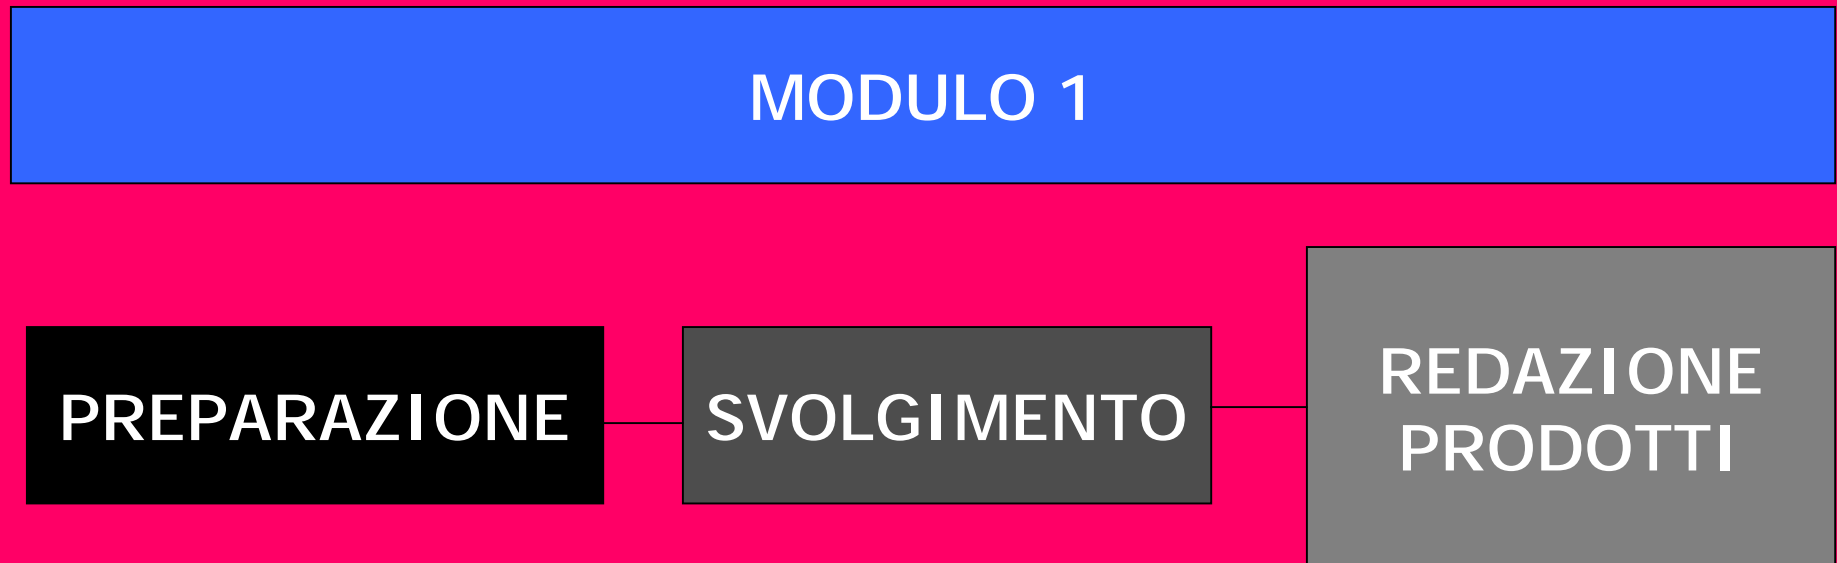 MODULO 1
PREPARAZIONE
SVOLGIMENTO
REDAZIONE
PRODOTTI